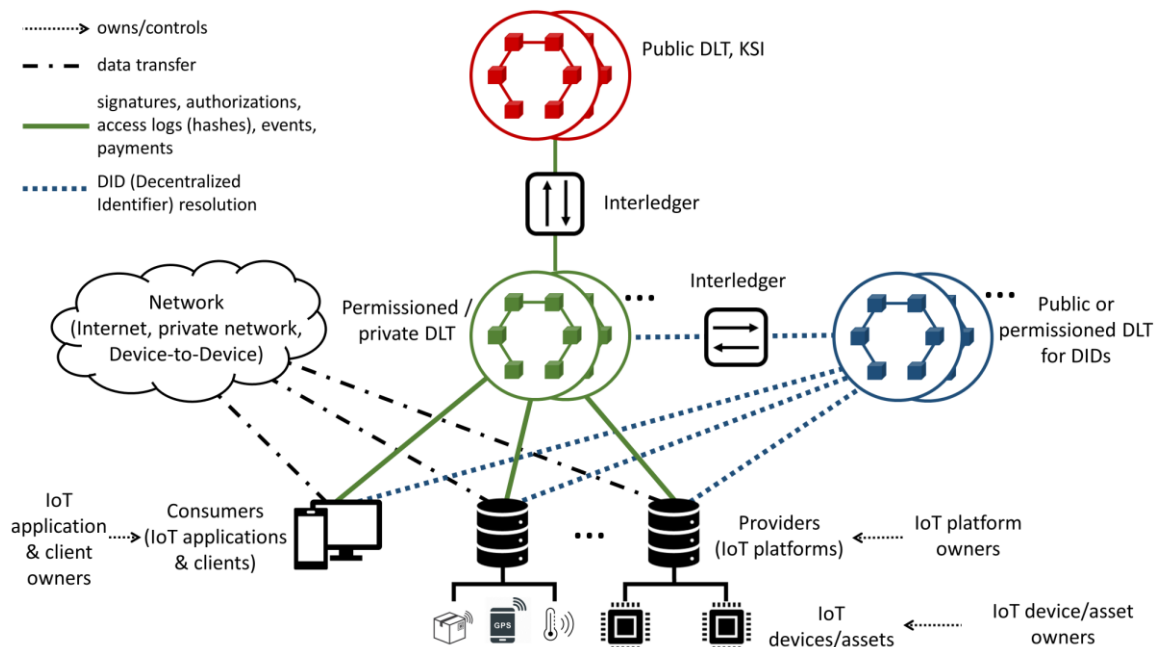 owns/controls
data transfer
signatures, authorizations,
access logs (hashes), events,
payments
DID (Decentralized
Identifier) resolution
Public DLT, KSI
Interledger
Network
(Internet, private network,
Device-to-Device)
Permissioned /
private DLT
...
Interledger
...
Public or
permissioned DLT
for DIDs
IoT
application
& client
owners
Consumers
(IoT applications
& clients)
...
Providers
(IoT platforms)
IoT platform
owners
GPS
IoT
devices/assets
IoT device/asset
owners